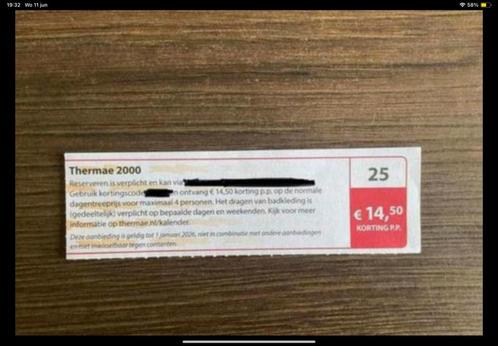 19:32 Wo 11 jun
58%
Thermae 2000
Reserveren is verplicht en kan via
Gebruik kortingscode en ontvang € 14,50 korting p.p. op de normale
dagentreeprijs voor maximaal 4 personen. Het dragen van badkleding is
(gedeeltelijk) verplicht op bepaalde dagen en weekenden. Kijk voor meer
informatie op thermae.nl/kalender.
Deze aanbieding is geldig tot 1 januari 2026, niet in combinatie met andere aanbiedingen
en niet inwisselbaar tegen contanten.
25
€ 14,50
KORTING P.P.